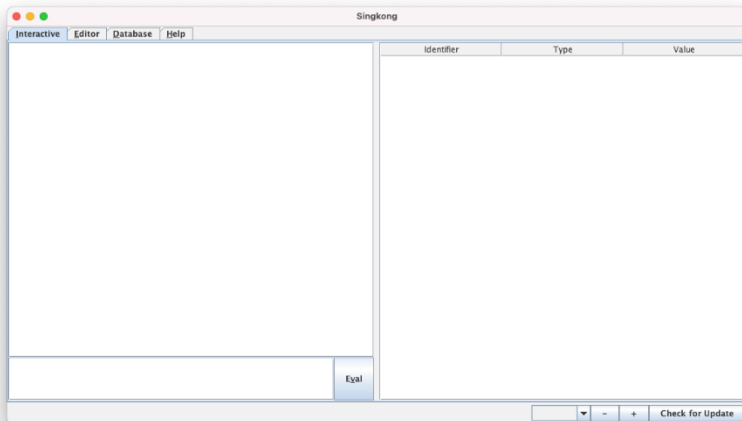 Singkong
Interactive Editor Database Help
Identifier Type Value
Eval
- + Check for Update